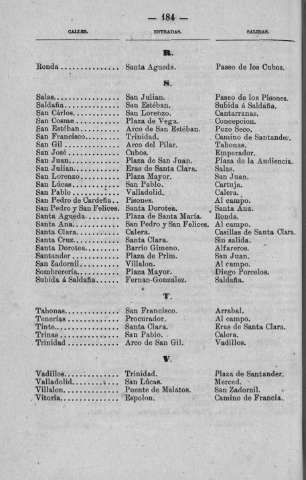 — 184 —
CALLES. ENTRADAS. SALIDAS.
R.
Ronda Santa Agueda. Paseo de los Cubos.
S.
Salas San Julian. Paseo de los Pisones.
Saldaña San Estéban. Subida á Saldaña.
San Cárlos San Lorenzo. Cantarranas.
San Cosme Plaza de Vega. Concepcion.
San Estéban Arco de San Estéban. Pozo Seco.
San Francisco Trinidad. Camino de Santander.
San Gil Arco del Pilar. Tahonas.
San José Cubos. Emperador.
San Juan Plaza de San Juan. Plaza de la Audiencia.
San Julian Eras de Santa Clara. Salas.
San Lorenzo Plaza Mayor. San Juan.
San Lúcas San Pablo. Cartuja.
San Pablo Valladolid. Calera.
San Pedro de Cardeña Pisones. Al campo.
San Pedro y San Felices. Santa Dorotea. Santa Ana.
Santa Agueda Plaza de Santa María. Ronda.
Santa Ana San Pedro y San Felices. Al campo.
Santa Clara Calera. Casillas de Santa Clara.
Santa Cruz Santa Clara. Sin salida.
Santa Dorotea Barrio Gimeno. Alfareros.
Santander Plaza de Prim. San Juan.
San Zadornil Villalon. Al campo.
Sombrerería Plaza Mayor. Diego Porcelos.
Subida á Saldaña Fernan-Gonzalez. Saldaña.
T.
Tahonas San Francisco. Arrabal.
Tenerías Procurador. Al campo.
Tinte Santa Clara. Eras de Santa Clara.
Trinas San Pablo. Calera.
Trinidad Arco de San Gil. Vadillos.
V.
Vadillos Trinidad. Plaza de Santander.
Valladolid San Lúcas. Merced.
Villalon Puente de Malatos. San Zadornil.
Vitoria Espolon. Camino de Francia.